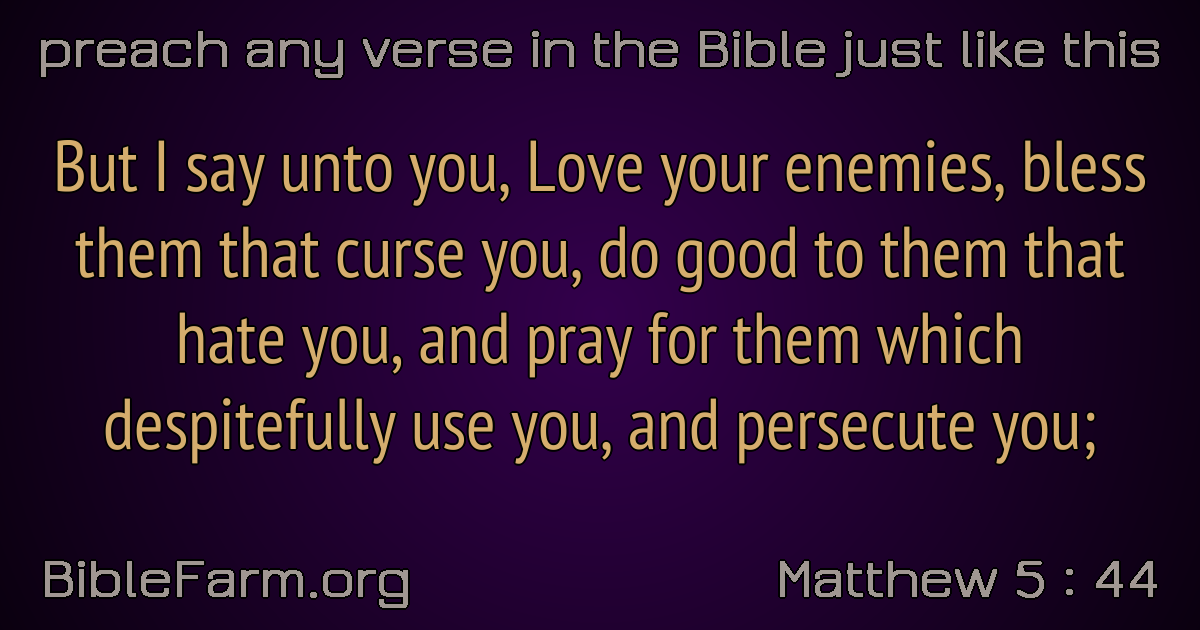 preach any verse in the Bible just like this
But I say unto you, Love your enemies, bless
them that curse you, do good to them that
hate you, and pray for them which
despitefully use you, and persecute you;
BibleFarm.org
Matthew 5 : 44